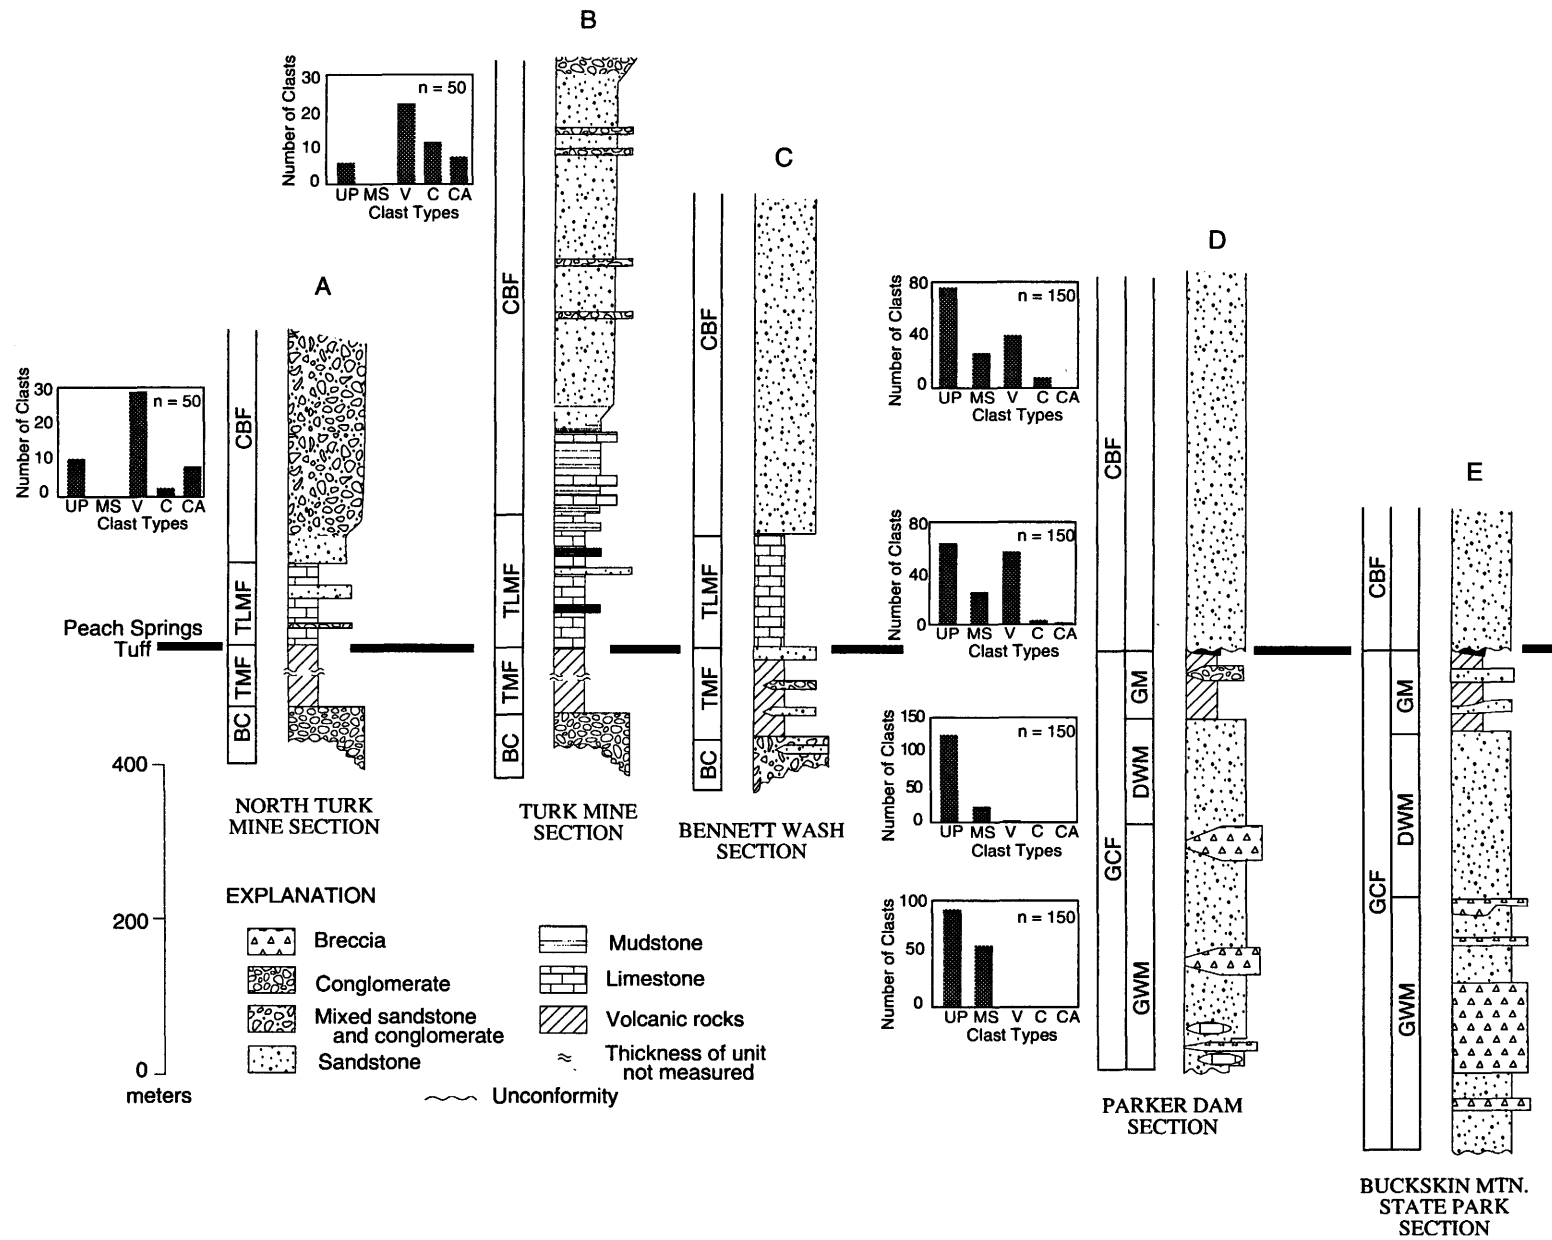 B
Number of Clasts
30
20
10
0
n = 50
UP MS V C CA
Clast Types
C
A
D
E
Number of Clasts
30
20
10
0
n = 50
UP MS V C CA
Clast Types
CBF
TLMF
TMF
BC
CBF
TLMF
TMF
BC
CBF
TLMF
TMF
BC
Peach Springs
Tuff
Number of Clasts
80
40
0
n = 150
UP MS V C CA
Clast Types
Number of Clasts
80
40
0
n = 150
UP MS V C CA
Clast Types
Number of Clasts
150
100
50
0
n = 150
UP MS V C CA
Clast Types
Number of Clasts
100
50
0
n = 150
UP MS V C CA
Clast Types
CBF
GCF
GM
DWM
GWM
CBF
GCF
GM
DWM
GWM
NORTH TURK
MINE SECTION
TURK MINE
SECTION
BENNETT WASH
SECTION
PARKER DAM
SECTION
BUCKSKIN MTN.
STATE PARK
SECTION
400
200
0
meters
EXPLANATION
Breccia
Conglomerate
Mixed sandstone
and conglomerate
Sandstone
Mudstone
Limestone
Volcanic rocks
Thickness of unit
not measured
Unconformity